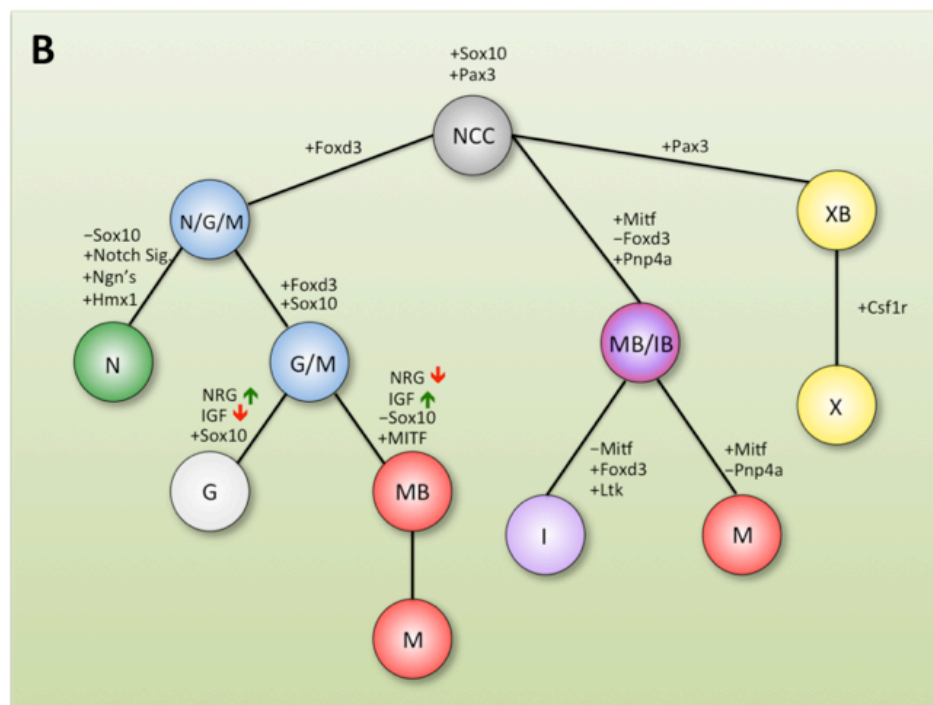 B
+Sox10
+Pax3
NCC
+Foxd3
+Pax3
N/G/M
XB
+Mitf
−Foxd3
+Pnp4a
−Sox10
+Notch Sig.
+Ngn's
+Hmx1
+Foxd3
+Sox10
+Csf1r
N
G/M
MB/IB
X
NRG
IGF
+Sox10
NRG
IGF
−Sox10
+MITF
−Mitf
+Foxd3
+Ltk
+Mitf
−Pnp4a
G
MB
I
M
M